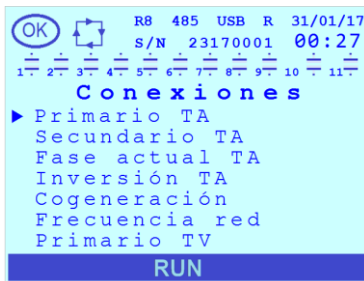 OK R8 485 USB R 31/01/17
S/N 23170001 00:27
1. 2. 3. 4. 5. 6. 7. 8. 9. 10. 11.
Conexiones
Primario TA
Secundario TA
Fase actual TA
Inversión TA
Cogeneración
Frecuencia red
Primario TV
RUN